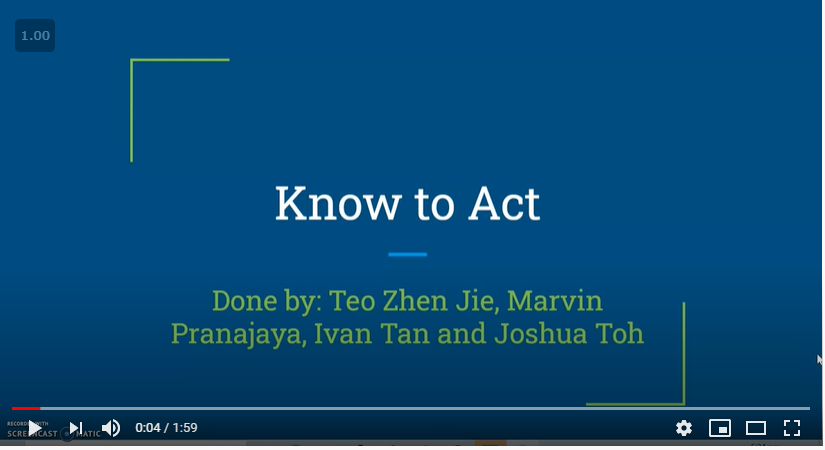 1.00
Know to Act
Done by: Teo Zhen Jie, Marvin
Pranajaya, Ivan Tan and Joshua Toh
RECORDED WITH
SCREENCAST MATIC
0:04 / 1:59